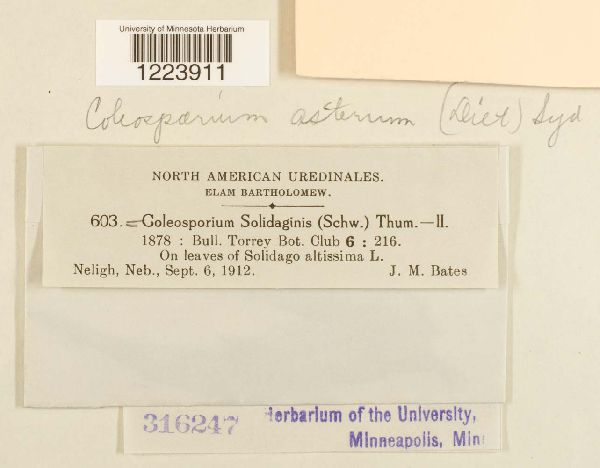 University of Minnesota Herbarium
1223911
Coleosporium asterum (Diet) Syd
NORTH AMERICAN UREDINALES.
ELAM BARTHOLOMEW.
603. Coleosporium Solidaginis (Schw.) Thum.—II.
1878 : Bull. Torrey Bot. Club 6 : 216.
On leaves of Solidago altissima L.
Neligh, Neb., Sept. 6, 1912. J. M. Bates
316247 Herbarium of the University,
Minneapolis, Min